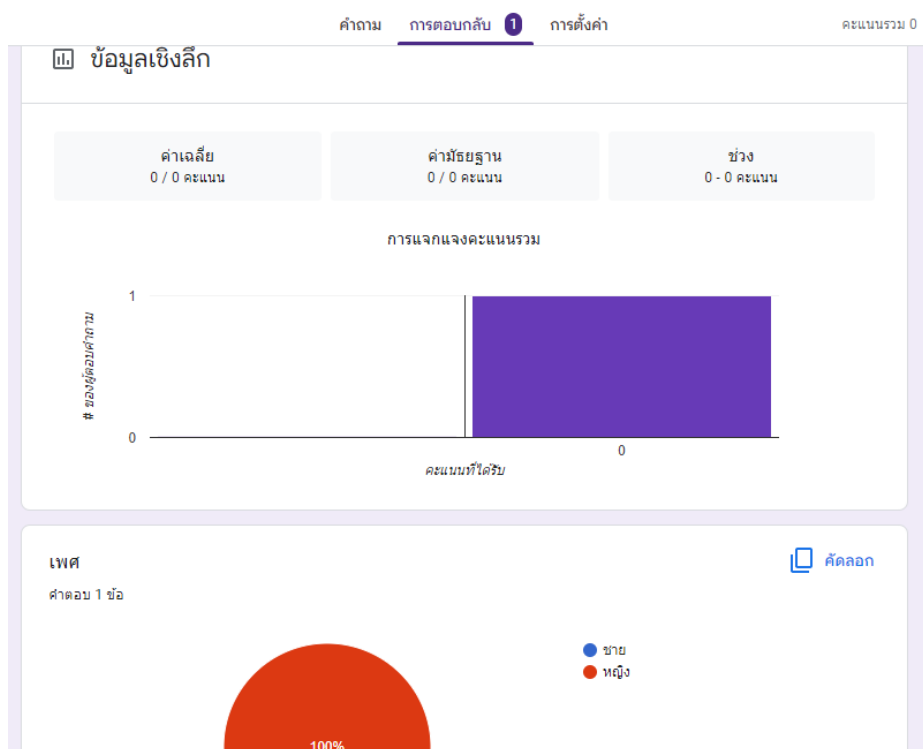 คำถาม การตอบกลับ 1 การตั้งค่า คะแนนรวม 0
ข้อมูลเชิงลึก
ค่าเฉลี่ย ค่ามัธยฐาน ช่วง
0 / 0 คะแนน 0 / 0 คะแนน 0 - 0 คะแนน
การแจกแจงคะแนนรวม
1
# ของผู้ตอบคำถาม
0
0
คะแนนที่ได้รับ
เพศ คัดลอก
คำตอบ 1 ข้อ
ชาย
หญิง
100%